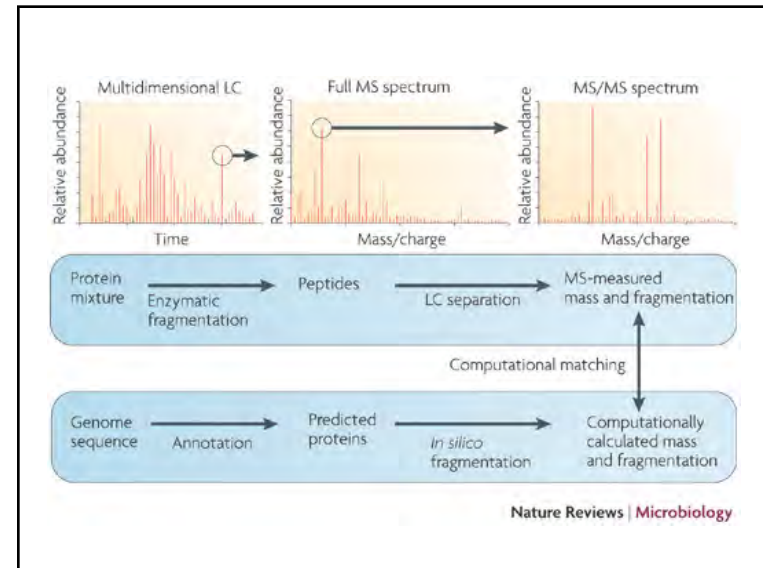 Multidimensional LC
Full MS spectrum
MS/MS spectrum
Relative abundance
Relative abundance
Relative abundance
Time
Mass/charge
Mass/charge
Protein
mixture
Enzymatic
fragmentation
Peptides
LC separation
MS-measured
mass and fragmentation
Computational matching
Genome
sequence
Annotation
Predicted
proteins
In silico
fragmentation
Computationally
calculated mass
and fragmentation
Nature Reviews | Microbiology